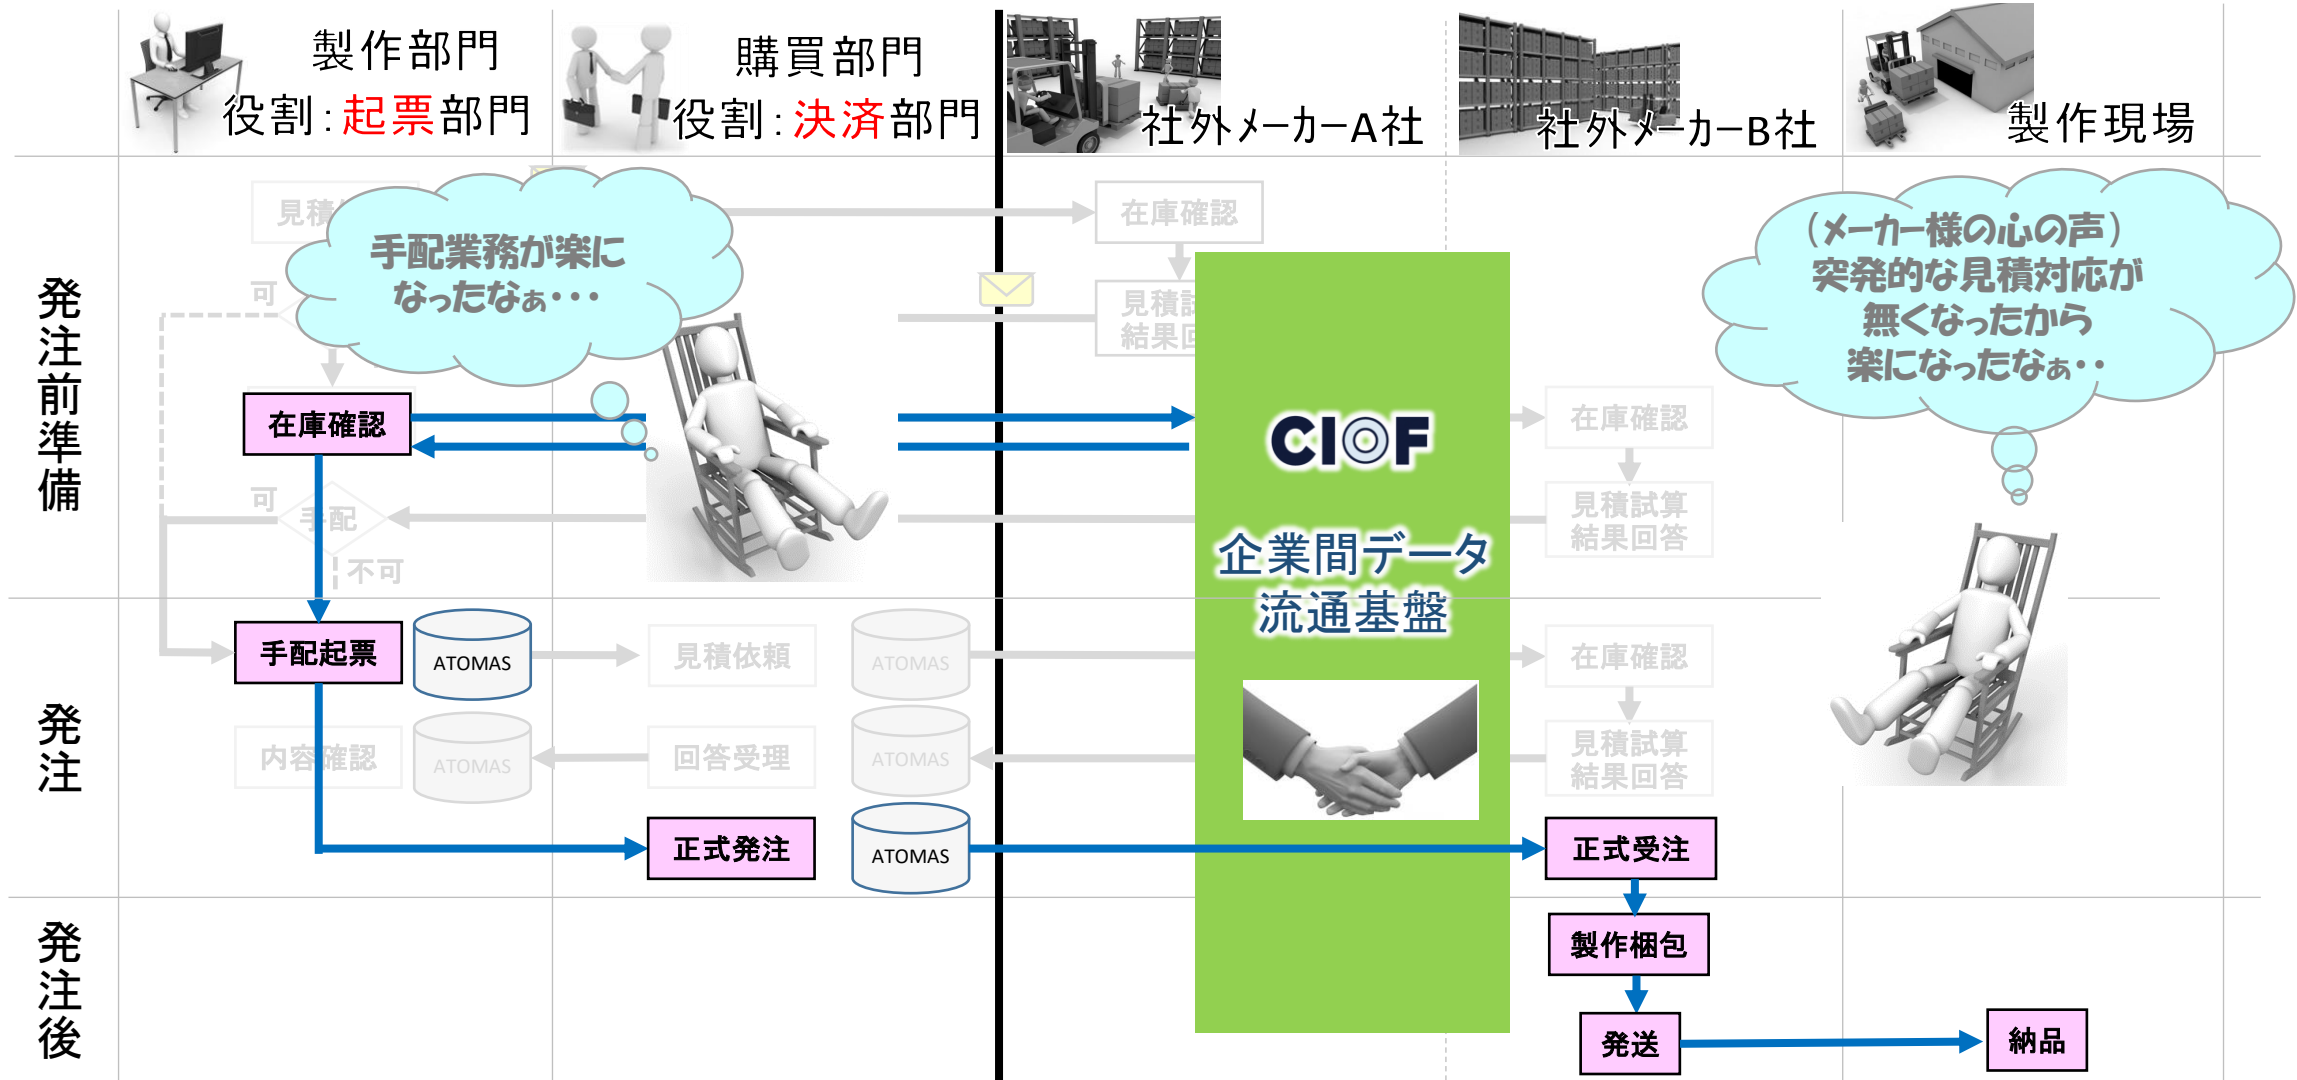 製作部門
役割：起票部門
購買部門
役割：決済部門
社外メーカーA社
社外メーカーB社
製作現場
発注前準備
見積
手配業務が楽に
なったなぁ・・・
在庫確認
結果回
（メーカー様の心の声）
突発的な見積対応が
無くなったから
楽になったなぁ・・
可
在庫確認
CIOF
企業間データ
流通基盤
在庫確認
可
手配
不可
見積試算
結果回答
発注
手配起票
ATOMAS
見積依頼
ATOMAS
在庫確認
内容確認
ATOMAS
回答受理
ATOMAS
見積試算
結果回答
正式発注
ATOMAS
正式受注
発注後
製作梱包
発送
納品